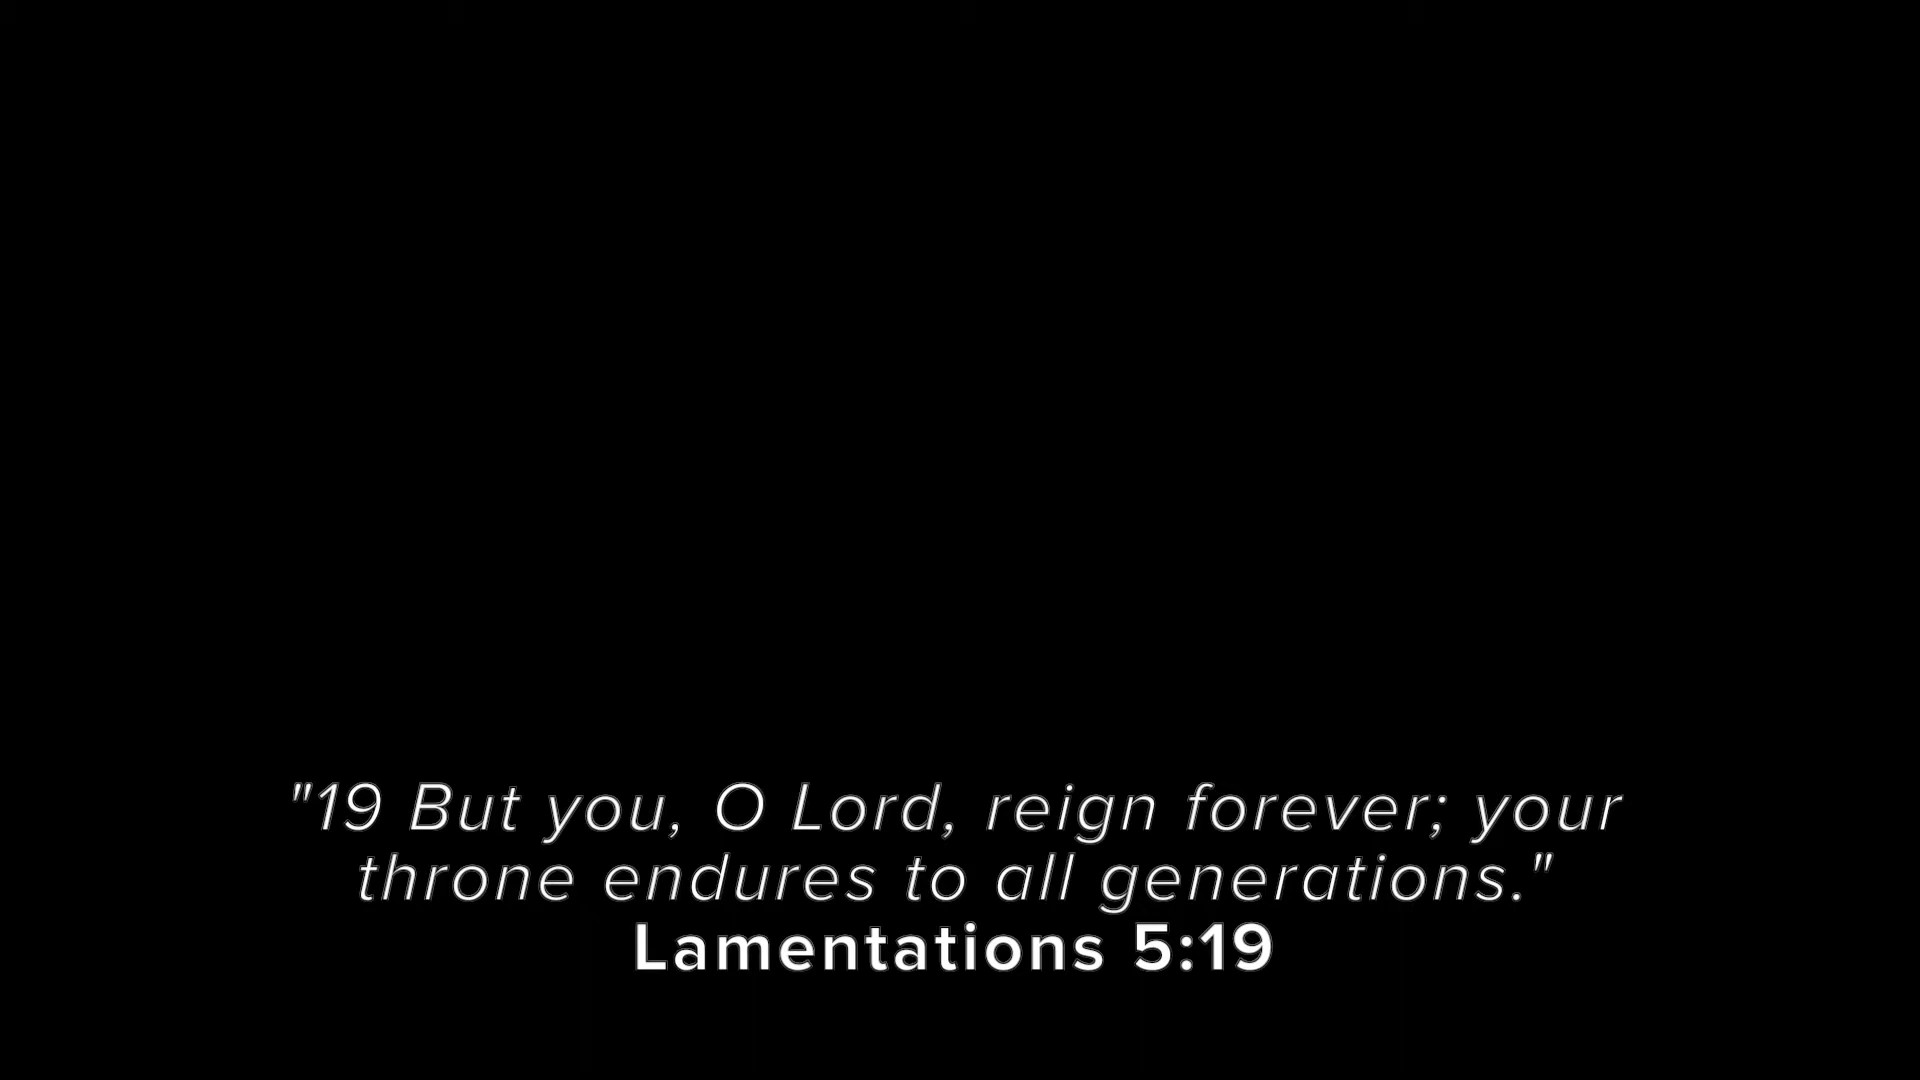 "19 But you, O Lord, reign forever; your
throne endures to all generations."
Lamentations 5:19